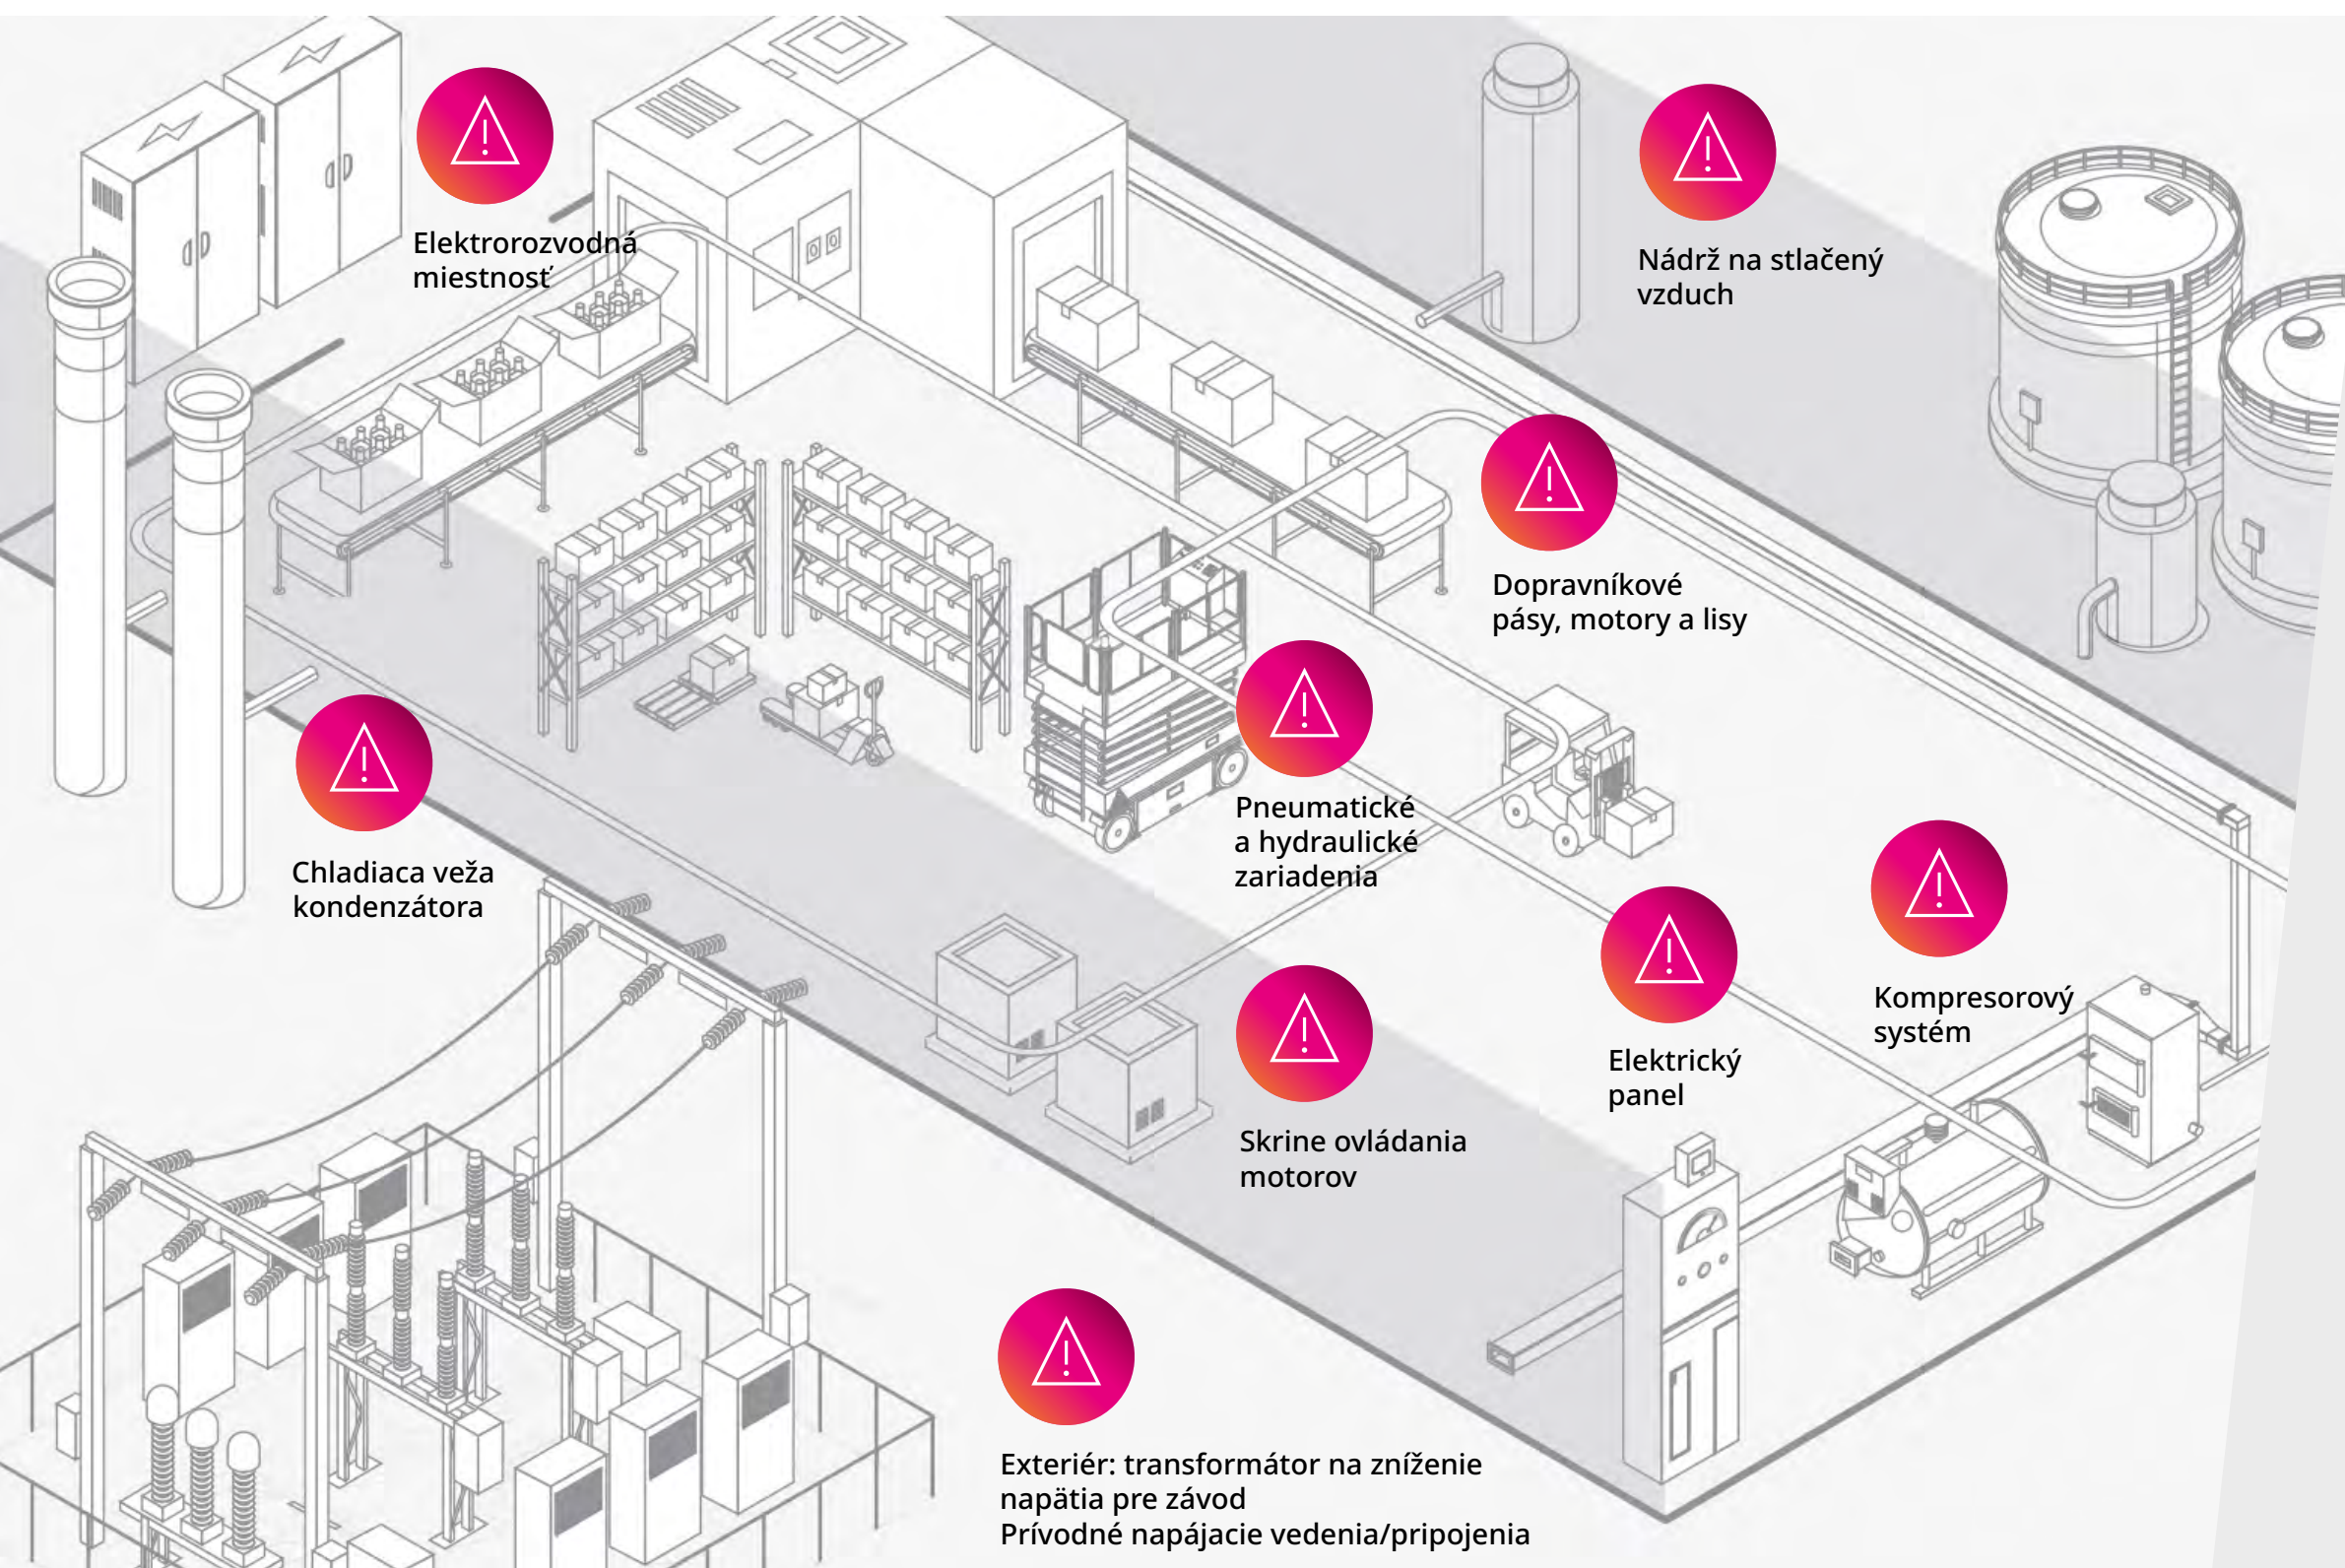 Elektrorozvodná
miestnosť
Nádrž na stlačený
vzduch
Dopravníkové
pásy, motory a lisy
Pneumatické
a hydraulické
zariadenia
Chladiaca veža
kondenzátora
Kompresorový
systém
Elektrický
panel
Skrine ovládania
motorov
Exteriér: transformátor na zníženie
napätia pre závod
Prívodné napájacie vedenia/pripojenia